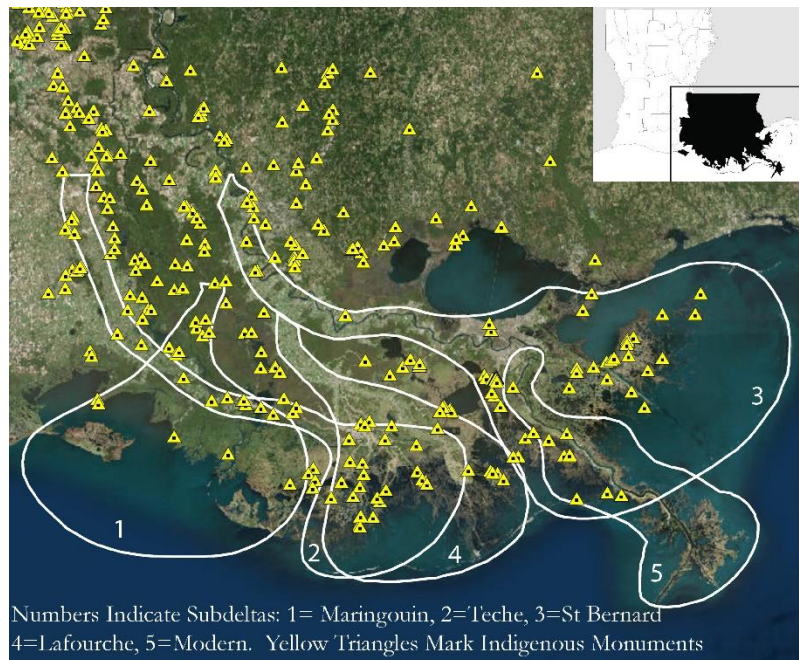 3
1
2
4
5
Numbers Indicate Subdeltas: 1= Maringouin, 2=Teche, 3=St Bernard
4=Lafourche, 5=Modern. Yellow Triangles Mark Indigenous Monuments